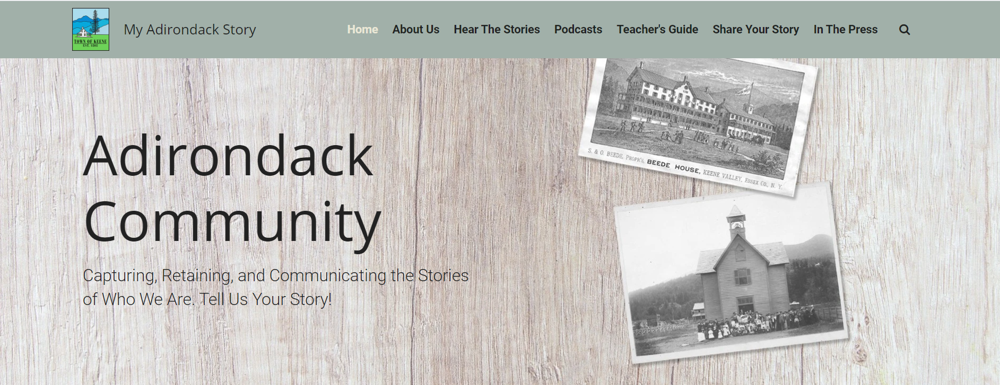 TOWN OF KEENE
EST. 1808
My Adirondack Story
Home
About Us
Hear The Stories
Podcasts
Teacher's Guide
Share Your Story
In The Press
Adirondack
Community
Capturing, Retaining, and Communicating the Stories
of Who We Are. Tell Us Your Story!
S. & O. BEEDE, PROPR'S. BEEDE HOUSE, KEENE VALLEY, ESSEX CO., N. Y.